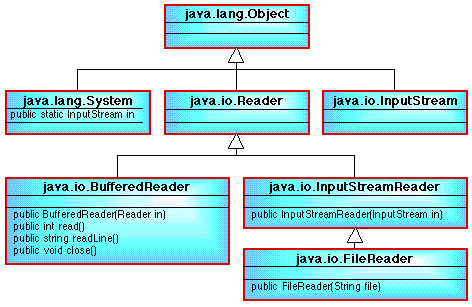 java.lang.Object
java.lang.System
public static InputStream in
java.io.Reader
java.io.InputStream
java.io.BufferedReader
public BufferedReader(Reader in)
public int read()
public string readLine()
public void close()
java.io.InputStreamReader
public InputStreamReader(InputStream in)
java.io.FileReader
public FileReader(String file)